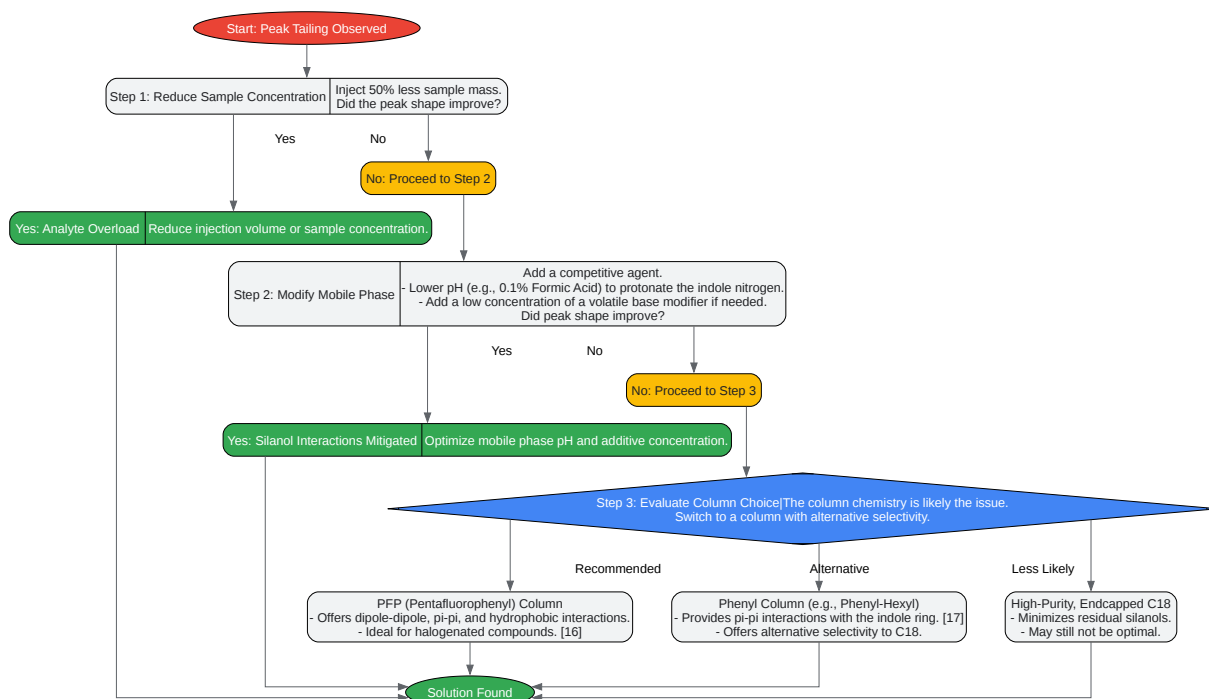 Start: Peak Tailing Observed
Step 1: Reduce Sample Concentration
Inject 50% less sample mass.
Did the peak shape improve?
Yes
No
No: Proceed to Step 2
Yes: Analyte Overload
Reduce injection volume or sample concentration.
Step 2: Modify Mobile Phase
Add a competitive agent.
- Lower pH (e.g., 0.1% Formic Acid) to protonate the indole nitrogen.
- Add a low concentration of a volatile base modifier if needed.
Did peak shape improve?
Yes
No
No: Proceed to Step 3
Yes: Silanol Interactions Mitigated
Optimize mobile phase pH and additive concentration.
Step 3: Evaluate Column Choice|The column chemistry is likely the issue.
Switch to a column with alternative selectivity.
Recommended
Alternative
Less Likely
PFP (Pentafluorophenyl) Column
- Offers dipole-dipole, pi-pi, and hydrophobic interactions.
- Ideal for halogenated compounds. [16]
Phenyl Column (e.g., Phenyl-Hexyl)
- Provides pi-pi interactions with the indole ring. [17]
- Offers alternative selectivity to C18.
High-Purity, Endcapped C18
- Minimizes residual silanols.
- May still not be optimal.
Solution Found